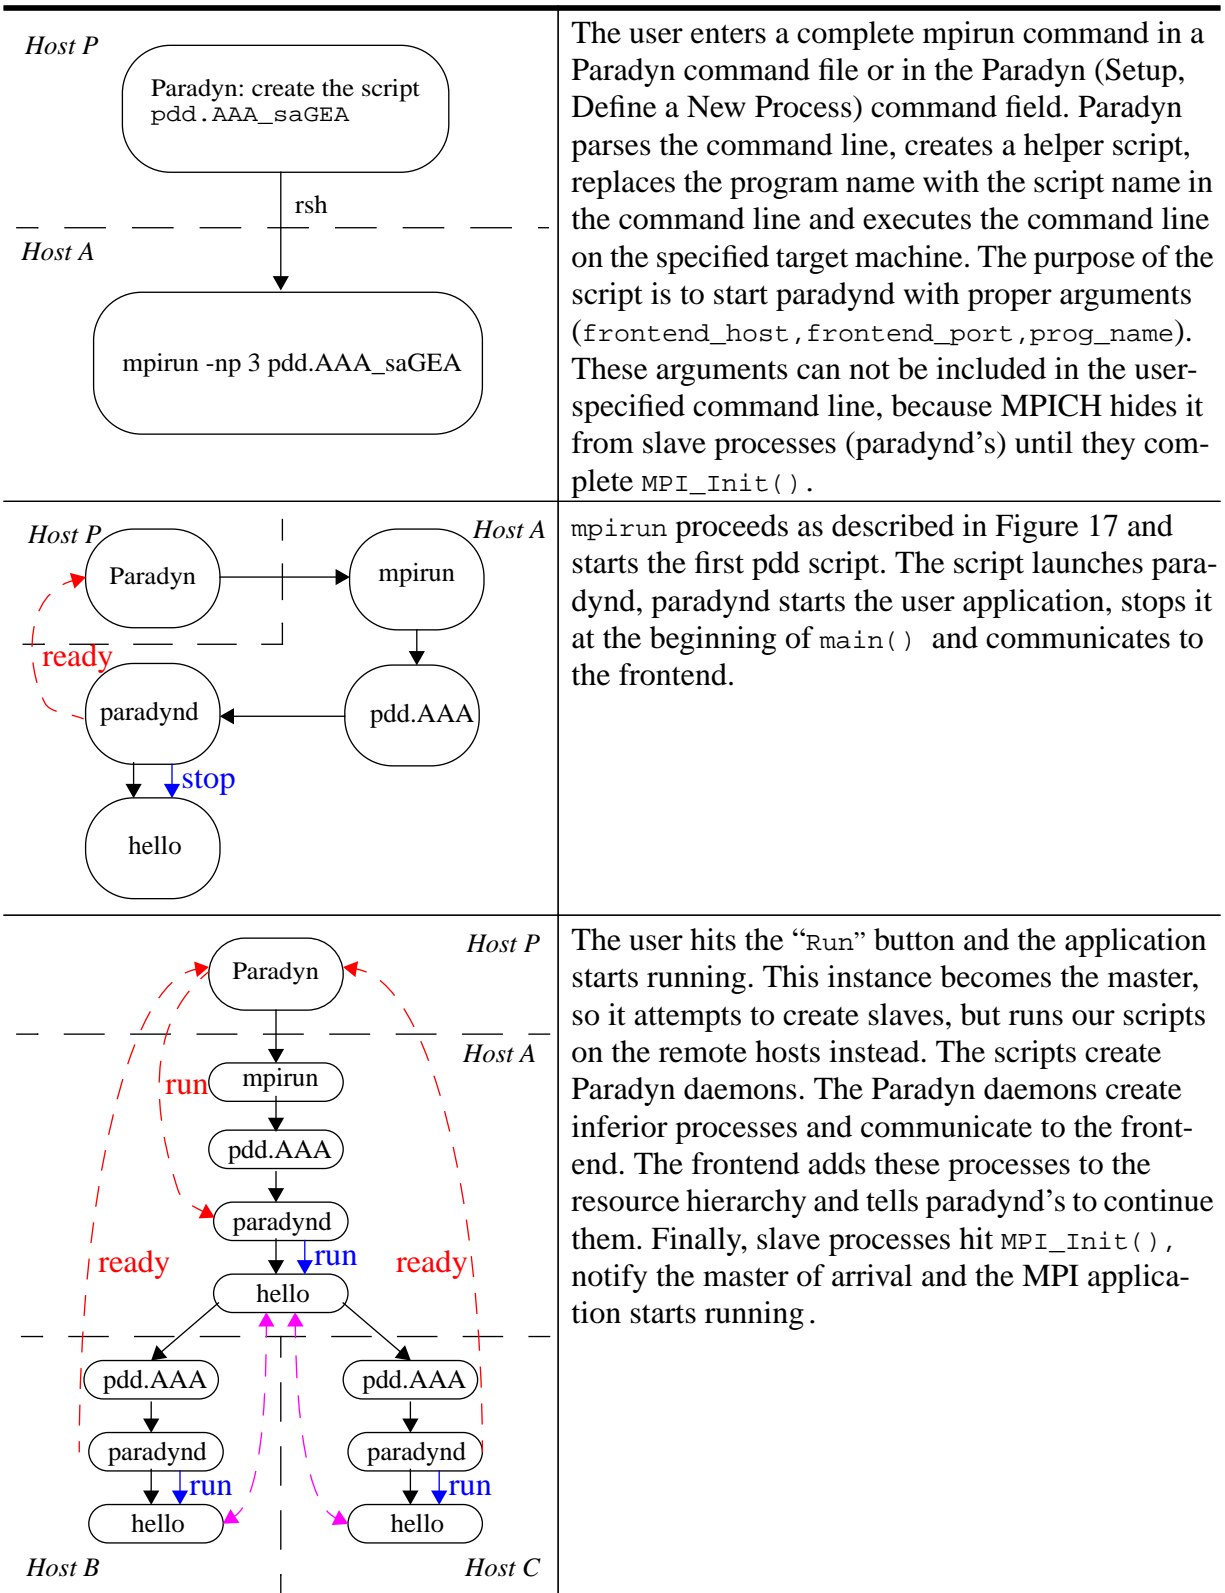 Host P
Paradyn: create the script
pdd.AAA_saGEA
rsh
Host A
mpirun -np 3 pdd.AAA_saGEA
The user enters a complete mpirun command in a
Paradyn command file or in the Paradyn (Setup,
Define a New Process) command field. Paradyn
parses the command line, creates a helper script,
replaces the program name with the script name in
the command line and executes the command line
on the specified target machine. The purpose of the
script is to start paradynd with proper arguments
(frontend_host,frontend_port,prog_name).
These arguments can not be included in the user-
specified command line, because MPICH hides it
from slave processes (paradynd's) until they com-
plete MPI_Init().
Host P
Host A
Paradyn
mpirun
ready
paradynd
pdd.AAA
stop
hello
mpirun proceeds as described in Figure 17 and
starts the first pdd script. The script launches para-
dynd, paradynd starts the user application, stops it
at the beginning of main() and communicates to
the frontend.
Host P
Paradyn
Host A
run
mpirun
pdd.AAA
paradynd
ready
run
ready
hello
pdd.AAA
pdd.AAA
paradynd
paradynd
run
run
hello
hello
Host B
Host C
The user hits the “Run” button and the application
starts running. This instance becomes the master,
so it attempts to create slaves, but runs our scripts
on the remote hosts instead. The scripts create
Paradyn daemons. The Paradyn daemons create
inferior processes and communicate to the front-
end. The frontend adds these processes to the
resource hierarchy and tells paradynd's to continue
them. Finally, slave processes hit MPI_Init(),
notify the master of arrival and the MPI applica-
tion starts running.